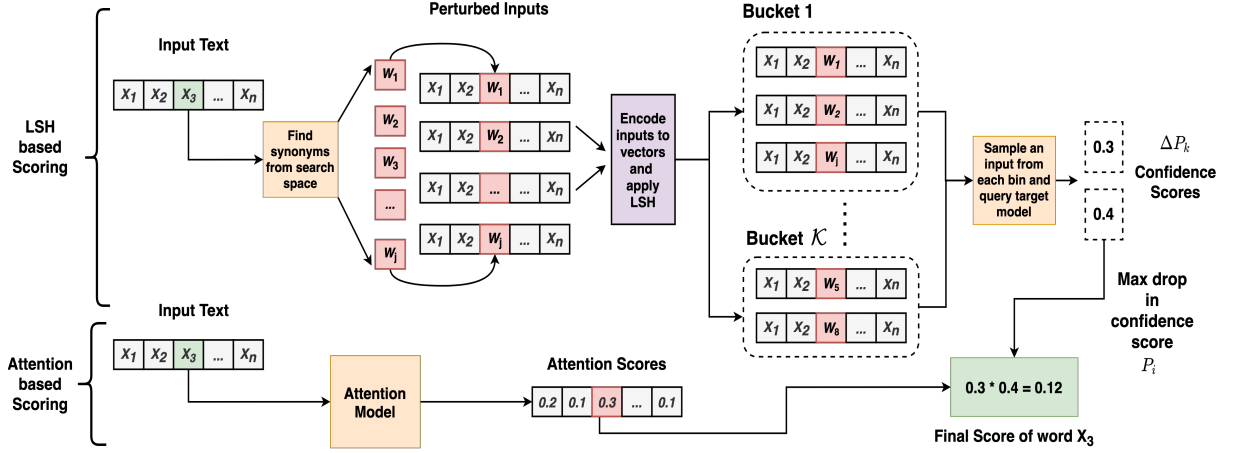 Perturbed Inputs
Bucket 1
Input Text
X1 X2 X3 ... Xn
LSH
based
Scoring
Find
synonyms
from search
space
W1
W2
W3
...
Wj
X1 X2 W1 ... Xn
X1 X2 W2 ... Xn
X1 X2 ... ... Xn
X1 X2 Wj ... Xn
Encode
inputs to
vectors
and
apply
LSH
X1 X2 W1 ... Xn
X1 X2 W2 ... Xn
X1 X2 Wj ... Xn
Bucket K
X1 X2 W5 ... Xn
X1 X2 W8 ... Xn
Sample an
input from
each bin and
query target
model
0.3
0.4
ΔPk
Confidence
Scores
Max drop
in
confidence
score
Pi
Input Text
X1 X2 X3 ... Xn
Attention
based
Scoring
Attention
Model
Attention Scores
0.2 0.1 0.3 ... 0.1
0.3 * 0.4 = 0.12
Final Score of word X3